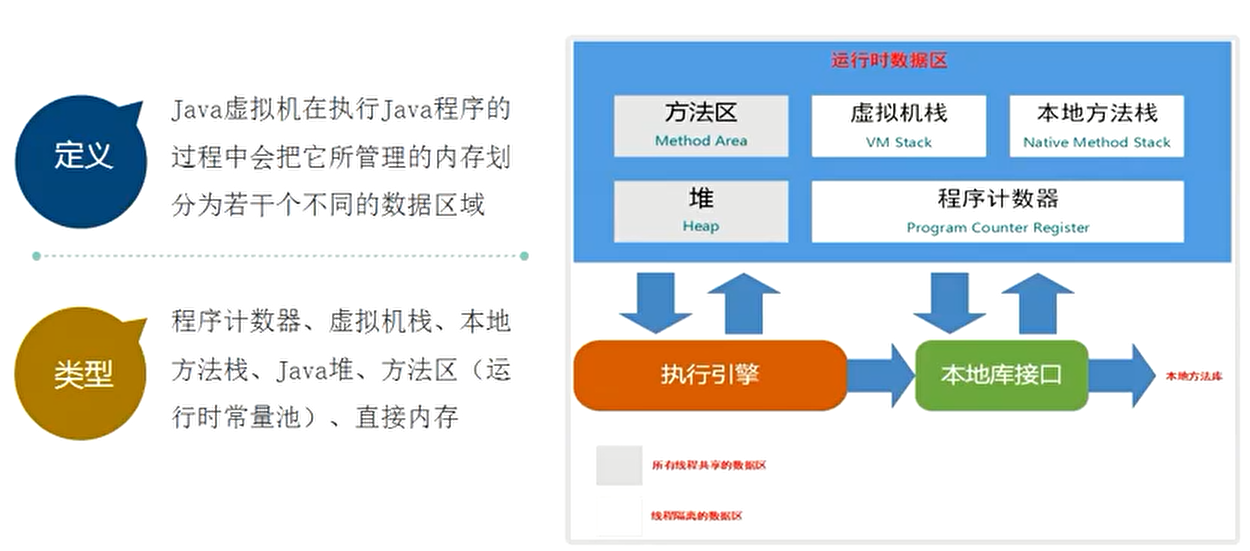 定义
Java虚拟机在执行Java程序的
过程中会把它所管理的内存划
分为若干个不同的数据区域
类型
程序计数器、虚拟机栈、本地
方法栈、Java堆、方法区（运
行时常量池）、直接内存
运行时数据区
方法区
Method Area
虚拟机栈
VM Stack
本地方法栈
Native Method Stack
堆
Heap
程序计数器
Program Counter Register
执行引擎
本地库接口
本地方法库
所有线程共享的数据区
线程隔离的数据区